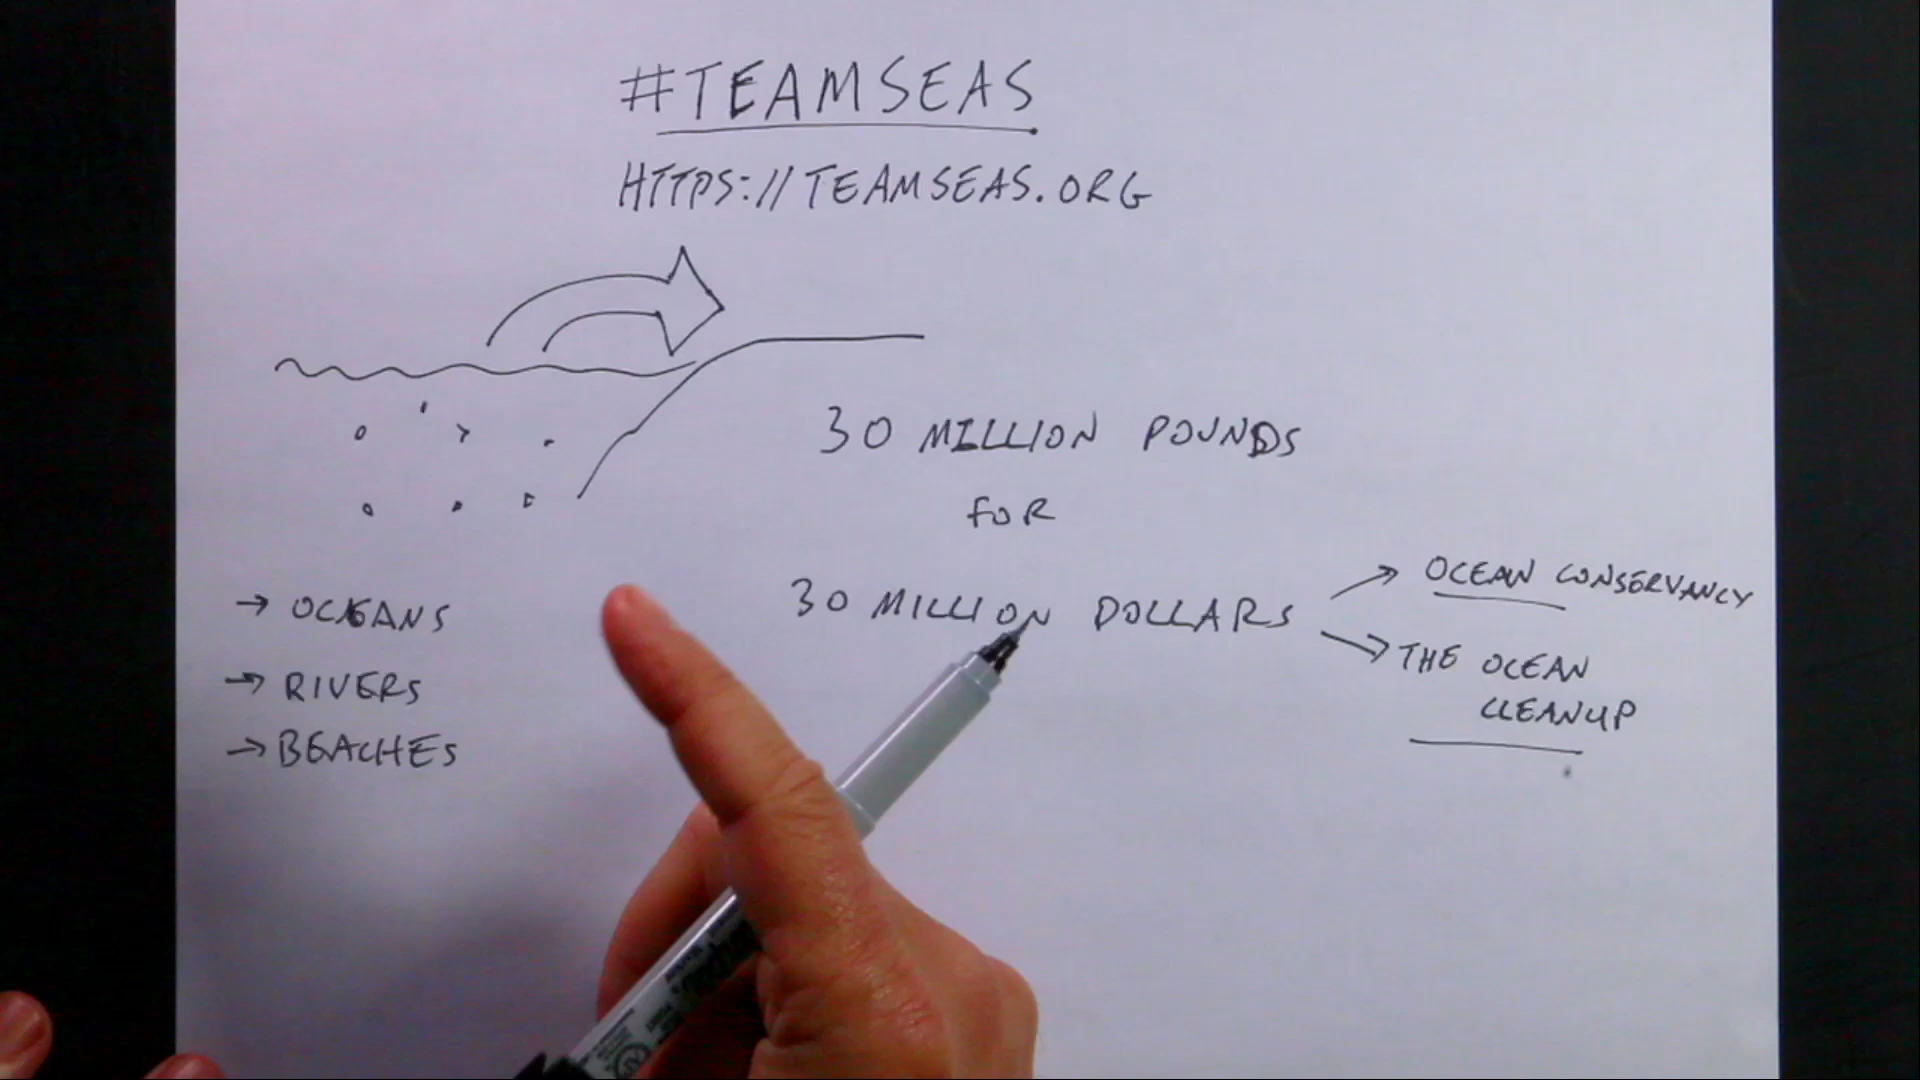 #TEAMSEAS
HTTPS://TEAMSEAS.ORG
30 MILLION POUNDS
FOR
30 MILLION DOLLARS
→ OCEAN CONSERVANCY
→ THE OCEAN
CLEANUP
→ OCEANS
→ RIVERS
→ BEACHES